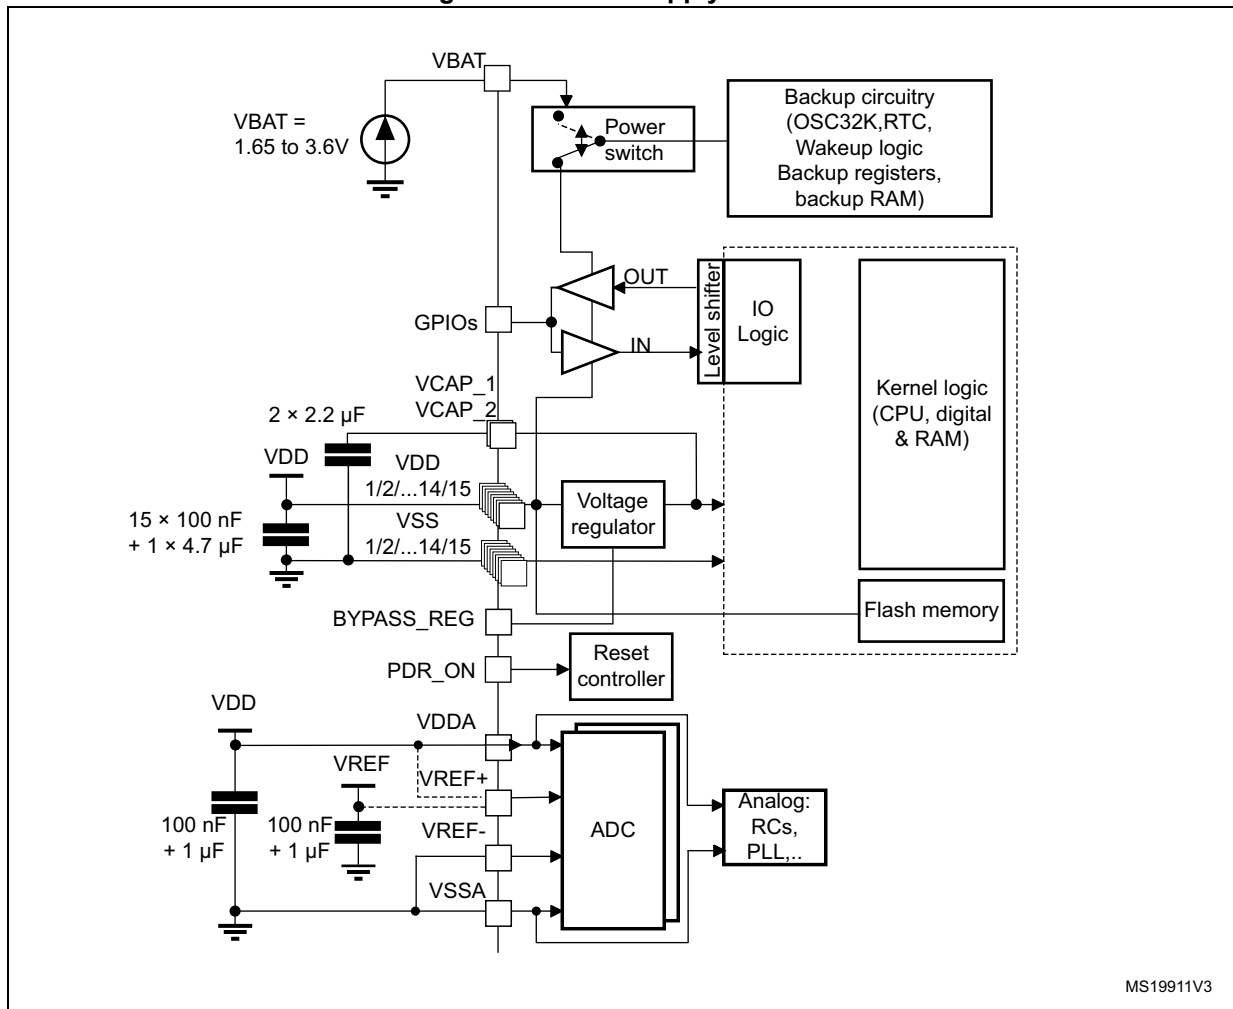 VBAT
VBAT =
1.65 to 3.6V
Power
switch
Backup circuitry
(OSC32K,RTC,
Wakeup logic
Backup registers,
backup RAM)
OUT
Level shifter
IO
Logic
GPIOs
IN
Kernel logic
(CPU, digital
& RAM)
VCAP_1
VCAP_2
2 × 2.2 µF
VDD
VDD
1/2/...14/15
Voltage
regulator
15 × 100 nF
+ 1 × 4.7 µF
VSS
1/2/...14/15
Flash memory
BYPASS_REG
PDR_ON
Reset
controller
VDD
VDDA
VREF
VREF+
100 nF
+ 1 µF
100 nF
+ 1 µF
VREF-
ADC
Analog:
RCs,
PLL,..
VSSA
MS19911V3